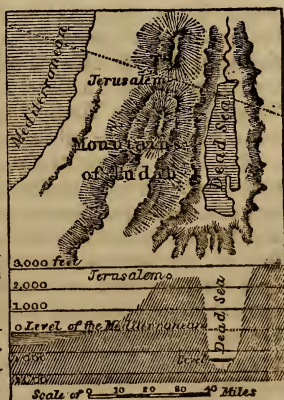 Mediterranean
Jerusalem
Mountains
of Judah
Dead Sea
3.000 feet
Jerusalem
2,000
1.000
0 Level of the Mediterranean
Dead Sea
Level
Scale of 0 10 20 30 40 Miles